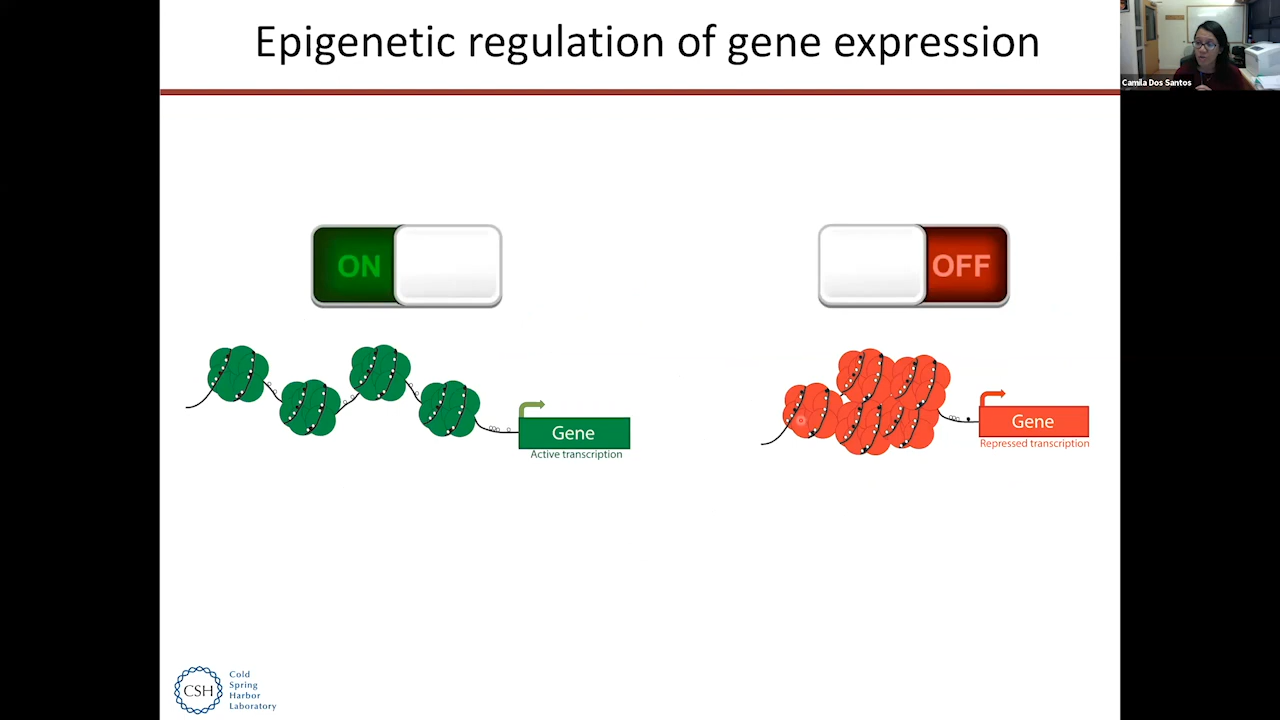 Epigenetic regulation of gene expression
Camila Dos Santos
ON
OFF
Gene
Active transcription
Gene
Repressed transcription
CSH
Cold
Spring
Harbor
Laboratory